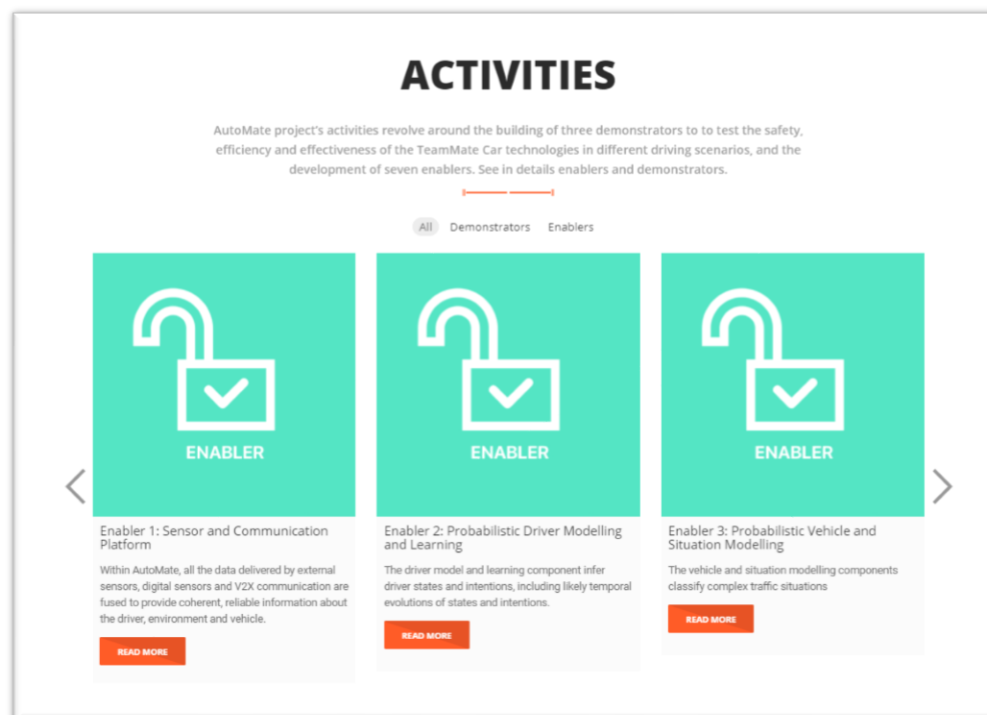 ACTIVITIES
AutoMate project's activities revolve around the building of three demonstrators to to test the safety,
efficiency and effectiveness of the TeamMate Car technologies in different driving scenarios, and the
development of seven enablers. See in details enablers and demonstrators.
All Demonstrators Enablers
ENABLER
Enabler 1: Sensor and Communication
Platform
Within AutoMate, all the data delivered by external
sensors, digital sensors and V2X communication are
fused to provide coherent, reliable information about
the driver, environment and vehicle.
READ MORE
ENABLER
Enabler 2: Probabilistic Driver Modelling
and Learning
The driver model and learning component infer
driver states and intentions, including likely temporal
evolutions of states and intentions.
READ MORE
ENABLER
Enabler 3: Probabilistic Vehicle and
Situation Modelling
The vehicle and situation modelling components
classify complex traffic situations
READ MORE